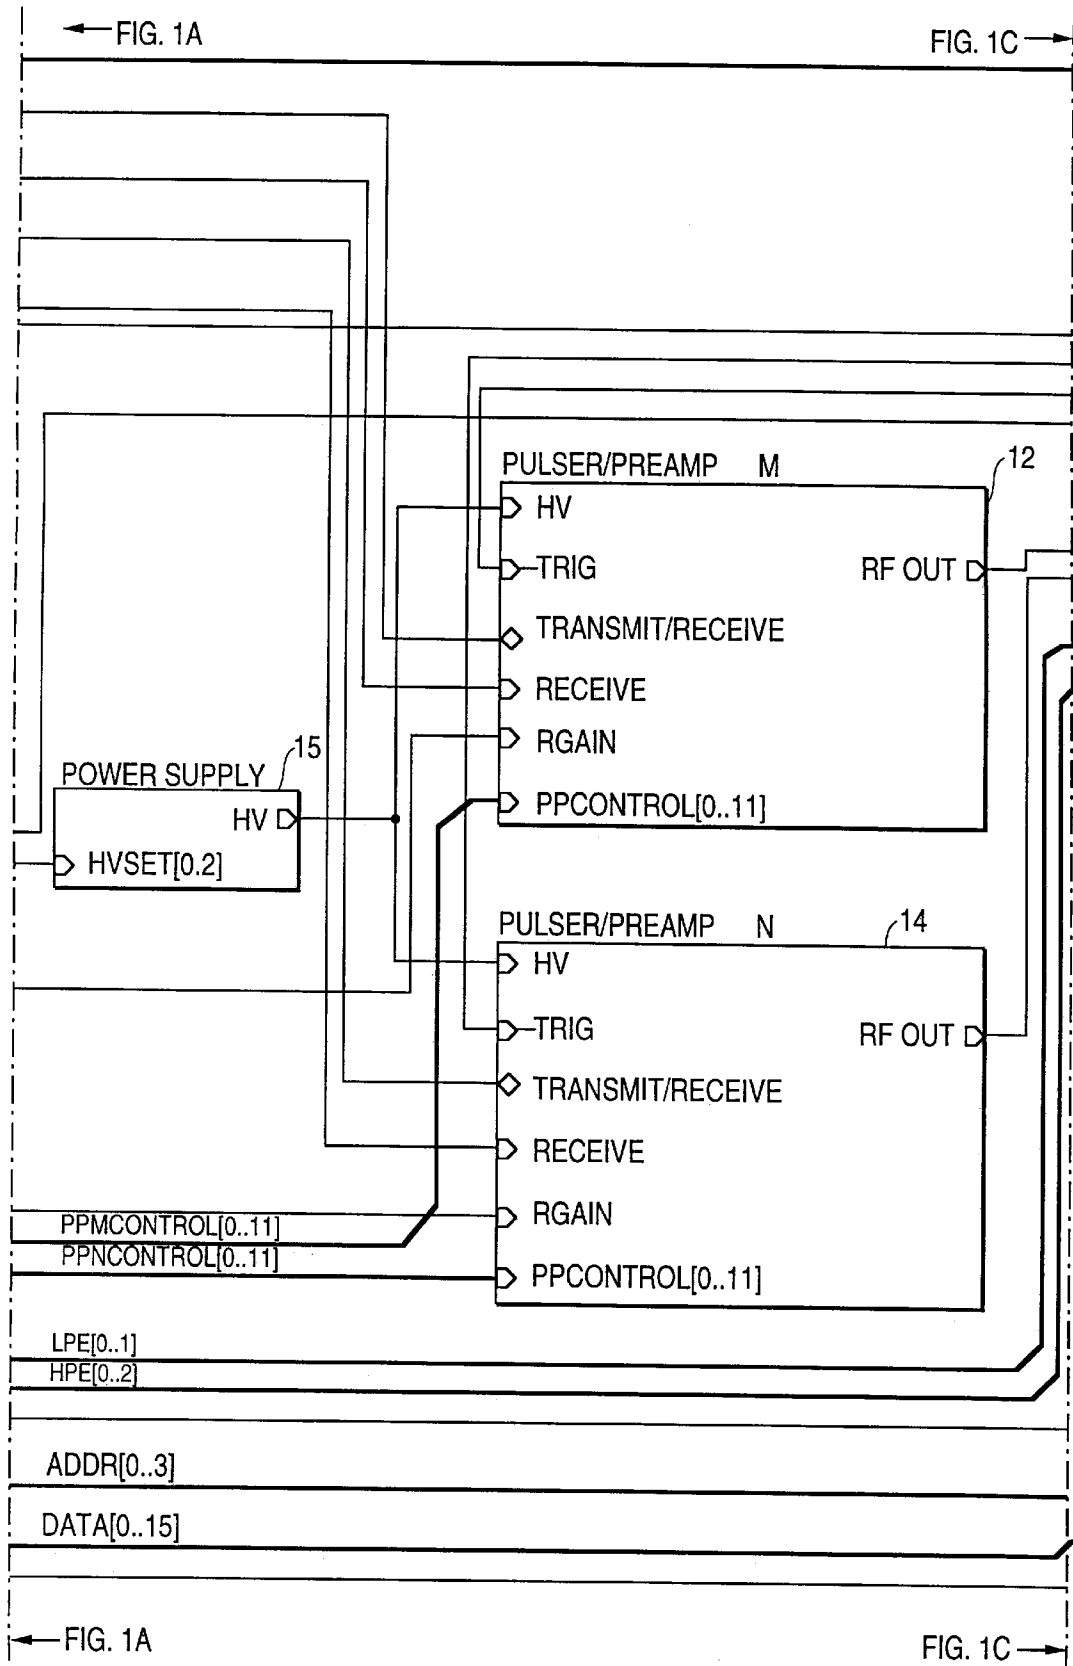 FIG. 1A
FIG. 1C
PULSER/PREAMP M
12
HV
TRIG
RF OUT
TRANSMIT/RECEIVE
RECEIVE
RGAIN
PPCONTROL[0..11]
15
POWER SUPPLY
HV
HVSET[0.2]
PULSER/PREAMP N
14
HV
TRIG
RF OUT
TRANSMIT/RECEIVE
RECEIVE
RGAIN
PPCONTROL[0..11]
PPMCONTROL[0..11]
PPNCONTROL[0..11]
LPE[0..1]
HPE[0..2]
ADDR[0..3]
DATA[0..15]
FIG. 1A
FIG. 1C